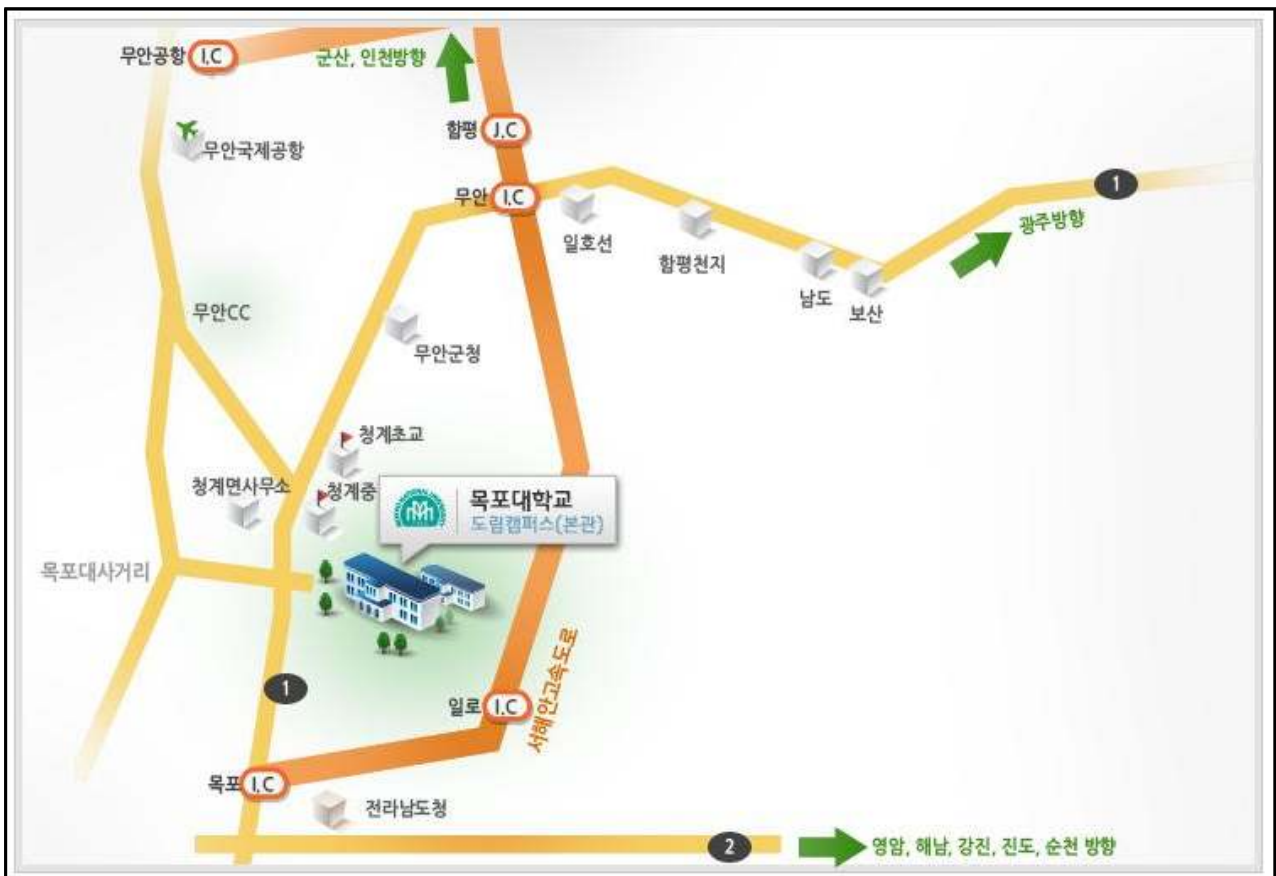 무안공항 I.C
군산, 인천방향
무안국제공항
함평 J.C
무안 I.C
1
광주방향
일호선
함평천지
남도
보산
무안CC
무안군청
청계초교
청계면사무소
청계중
목포대학교
도림캠퍼스(본관)
목포대사거리
1
일로 I.C
서해안고속도로
목포 I.C
전라남도청
2
영암, 해남, 강진, 진도, 순천 방향